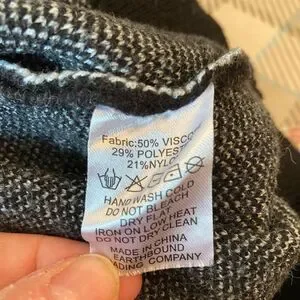 Fabric:50% VISCO
29% POLYES
21%NYLO
HAND WASH COLD
DO NOT BLEACH
DRY FLAT
IRON ON LOW HEAT
DO NOT DRY CLEAN
MADE IN CHINA
EARTHBOUND
ADING COMPANY